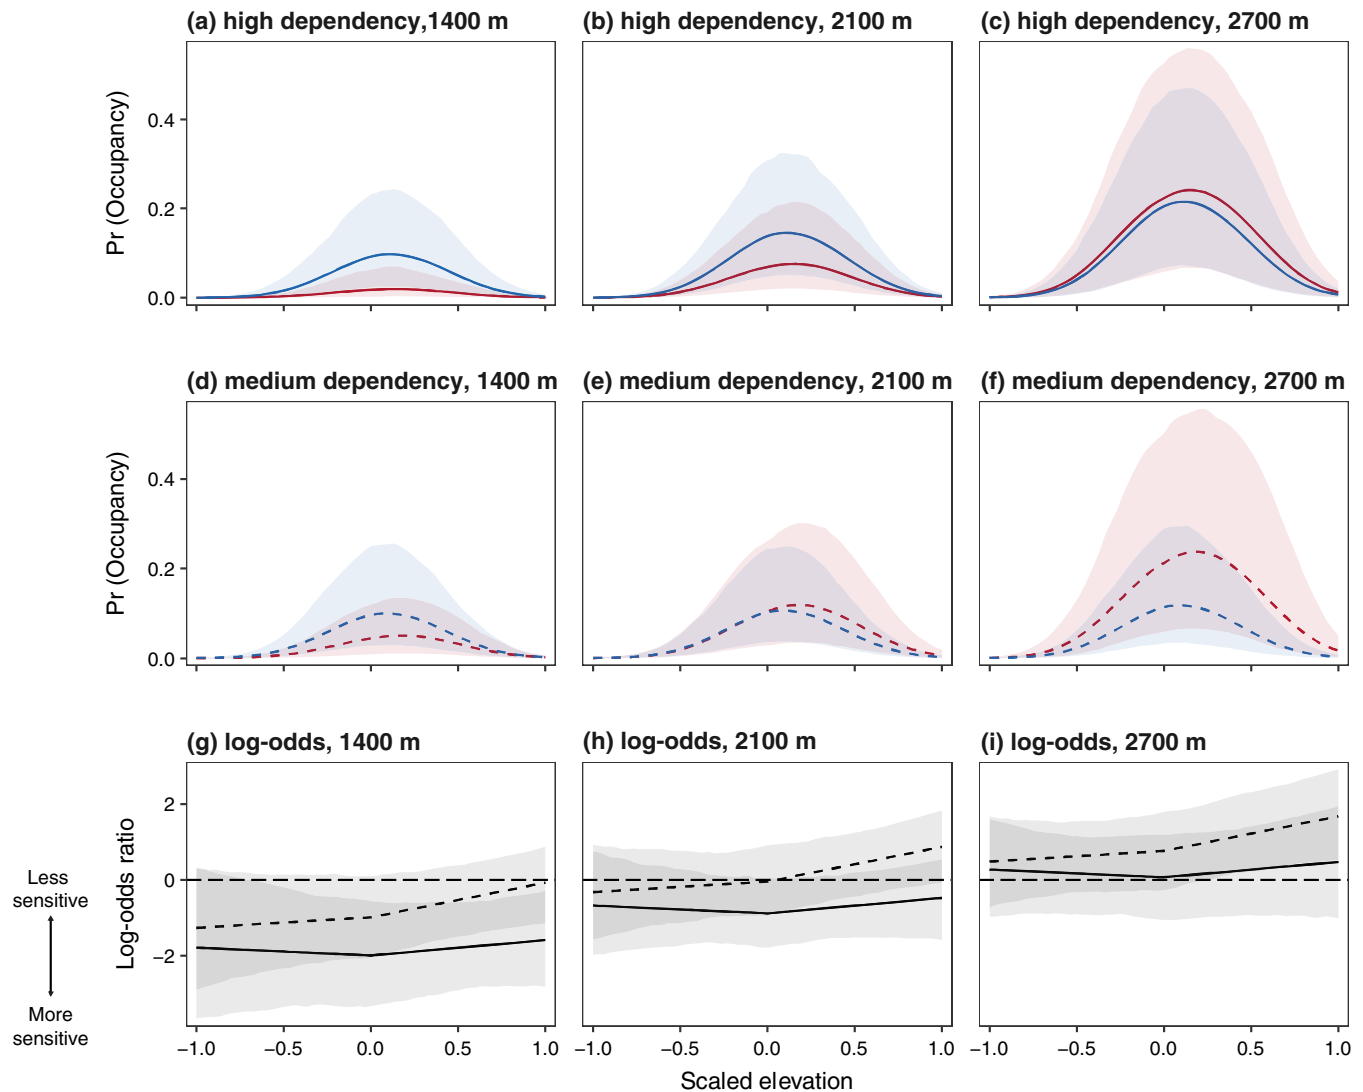 (a) high dependency,1400 m
(b) high dependency, 2100 m
(c) high dependency, 2700 m
Pr (Occupancy)
0.4
0.2
0.0
(d) medium dependency, 1400 m
(e) medium dependency, 2100 m
(f) medium dependency, 2700 m
Pr (Occupancy)
0.4
0.2
0.0
(g) log-odds, 1400 m
(h) log-odds, 2100 m
(i) log-odds, 2700 m
Log-odds ratio
2
0
−2
Less
sensitive
More
sensitive
−1.0 −0.5 0.0 0.5 1.0
−1.0 −0.5 0.0 0.5 1.0
−1.0 −0.5 0.0 0.5 1.0
Scaled elevation